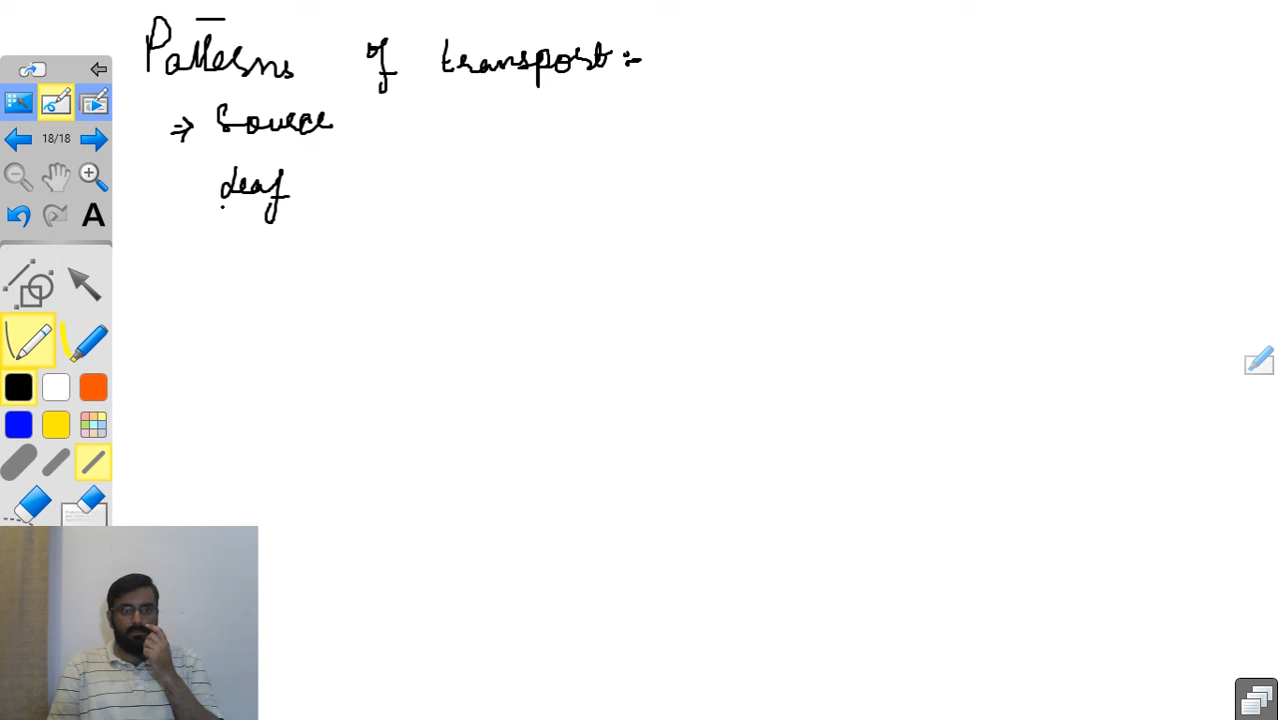 Patterns of transport :-
⇒ Source
leaf
18/18
A